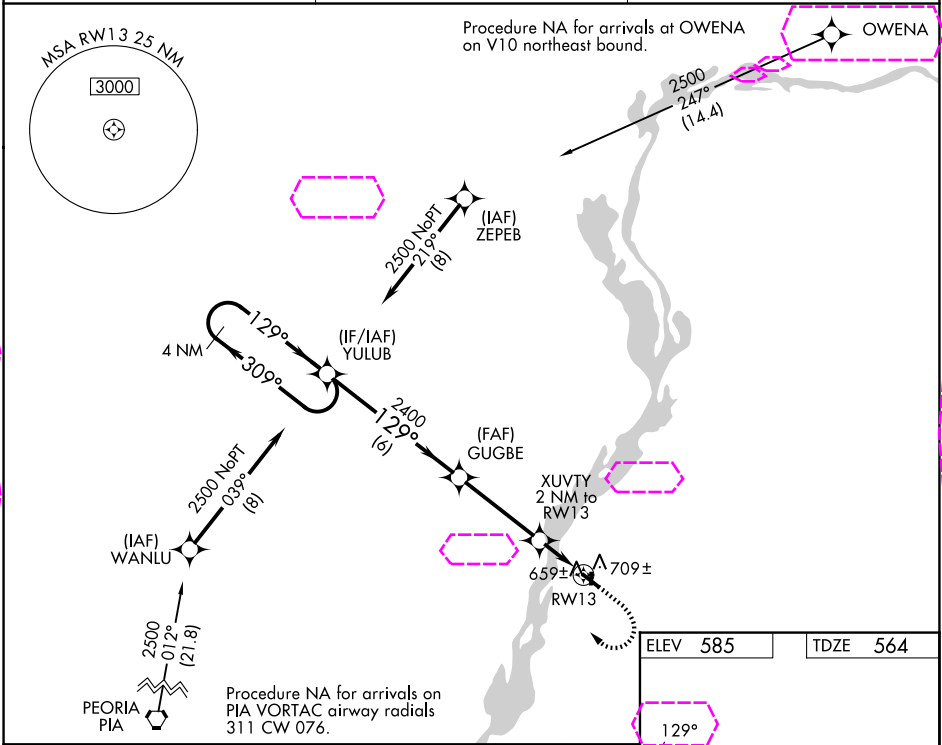 MSA RW13 25 NM
3000
Procedure NA for arrivals at OWENA
on V10 northeast bound.
OWENA
2500
247°
(14.4)
(IAF)
ZEPEB
2500 NoPT
219°
(8)
(IF/IAF)
YULUB
129°
4 NM
309°
2400
129°
(6)
(FAF)
GUGBE
XUVTY
2 NM to
RW13
2500 NoPT
039°
(8)
(IAF)
WANLU
659±
709±
RW13
2500
012°
(21.8)
PEORIA
PIA
Procedure NA for arrivals on
PIA VORTAC airway radials
311 CW 076.
ELEV 585
TDZE 564
129°